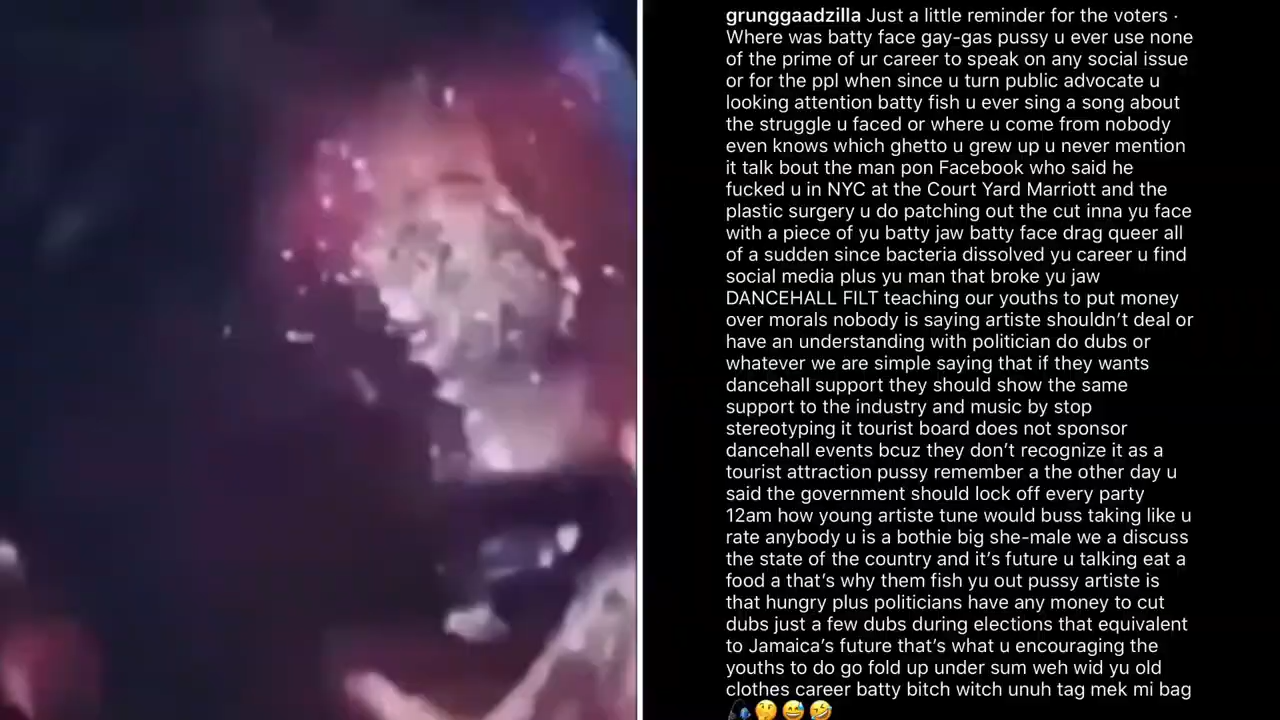 grunggaadzilla Just a little reminder for the voters ·
Where was batty face gay-gas pussy u ever use none
of the prime of ur career to speak on any social issue
or for the ppl when since u turn public advocate u
looking attention batty fish u ever sing a song about
the struggle u faced or where u come from nobody
even knows which ghetto u grew up u never mention
it talk bout the man pon Facebook who said he
fucked u in NYC at the Court Yard Marriott and the
plastic surgery u do patching out the cut inna yu face
with a piece of yu batty jaw batty face drag queer all
of a sudden since bacteria dissolved yu career u find
social media plus yu man that broke yu jaw
DANCEHALL FILT teaching our youths to put money
over morals nobody is saying artiste shouldn’t deal or
have an understanding with politician do dubs or
whatever we are simple saying that if they wants
dancehall support they should show the same
support to the industry and music by stop
stereotyping it tourist board does not sponsor
dancehall events bcuz they don’t recognize it as a
tourist attraction pussy remember a the other day u
said the government should lock off every party
12am how young artiste tune would buss taking like u
rate anybody u is a bothie big she-male we a discuss
the state of the country and it’s future u talking eat a
food a that’s why them fish yu out pussy artiste is
that hungry plus politicians have any money to cut
dubs just a few dubs during elections that equivalent
to Jamaica’s future that’s what u encouraging the
youths to do go fold up under sum weh wid yu old
clothes career batty bitch witch unuh tag mek mi bag
🤔😅🤣